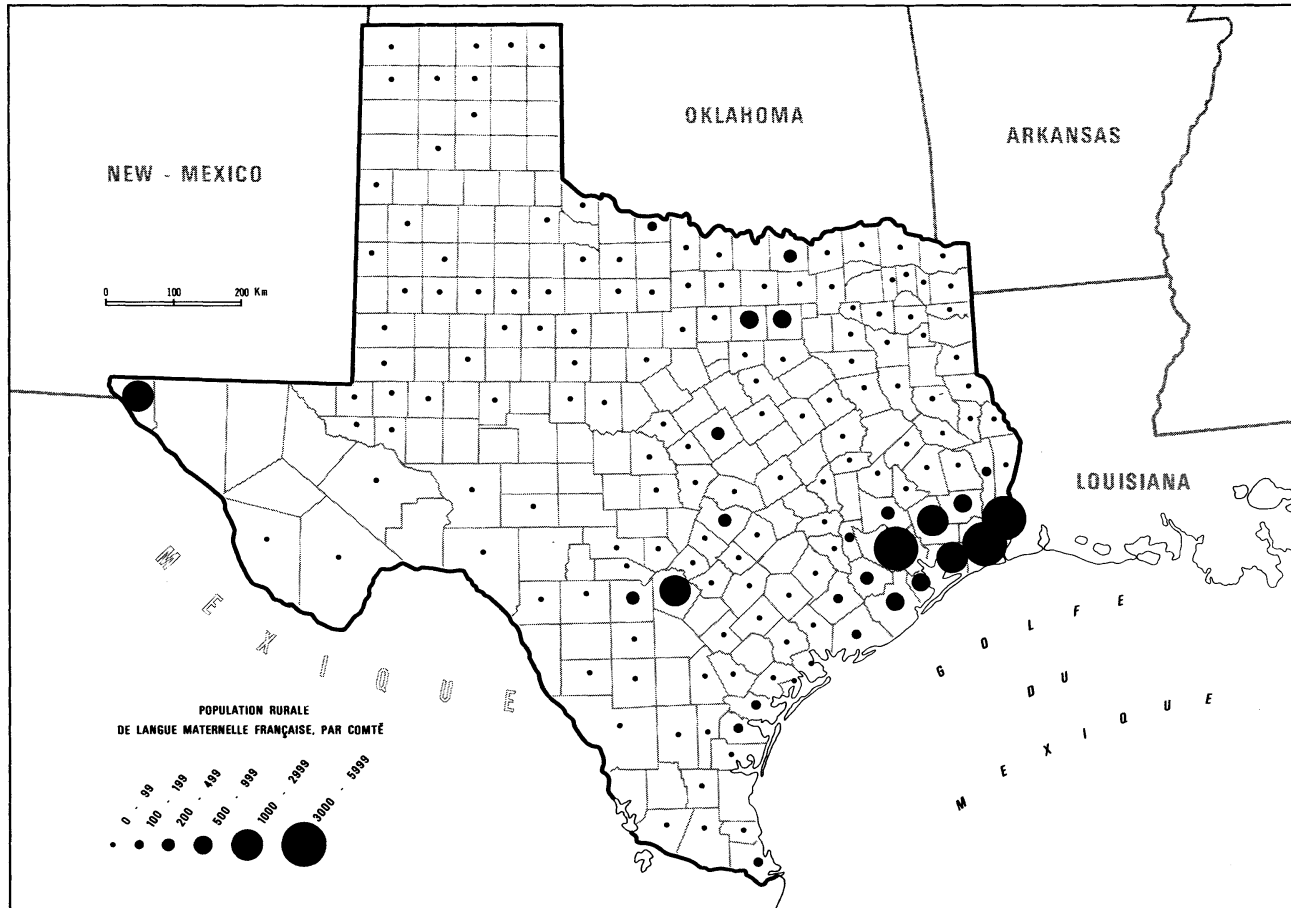 OKLAHOMA
ARKANSAS
NEW - MEXICO
0 100 200 Km
LOUISIANA
MEXIQUE
GOLFE
DU
MEXIQUE
POPULATION RURALE
DE LANGUE MATERNELLE FRANÇAISE, PAR COMTÉ
0 - 99
100 - 199
200 - 499
500 - 999
1000 - 2999
3000 - 5999